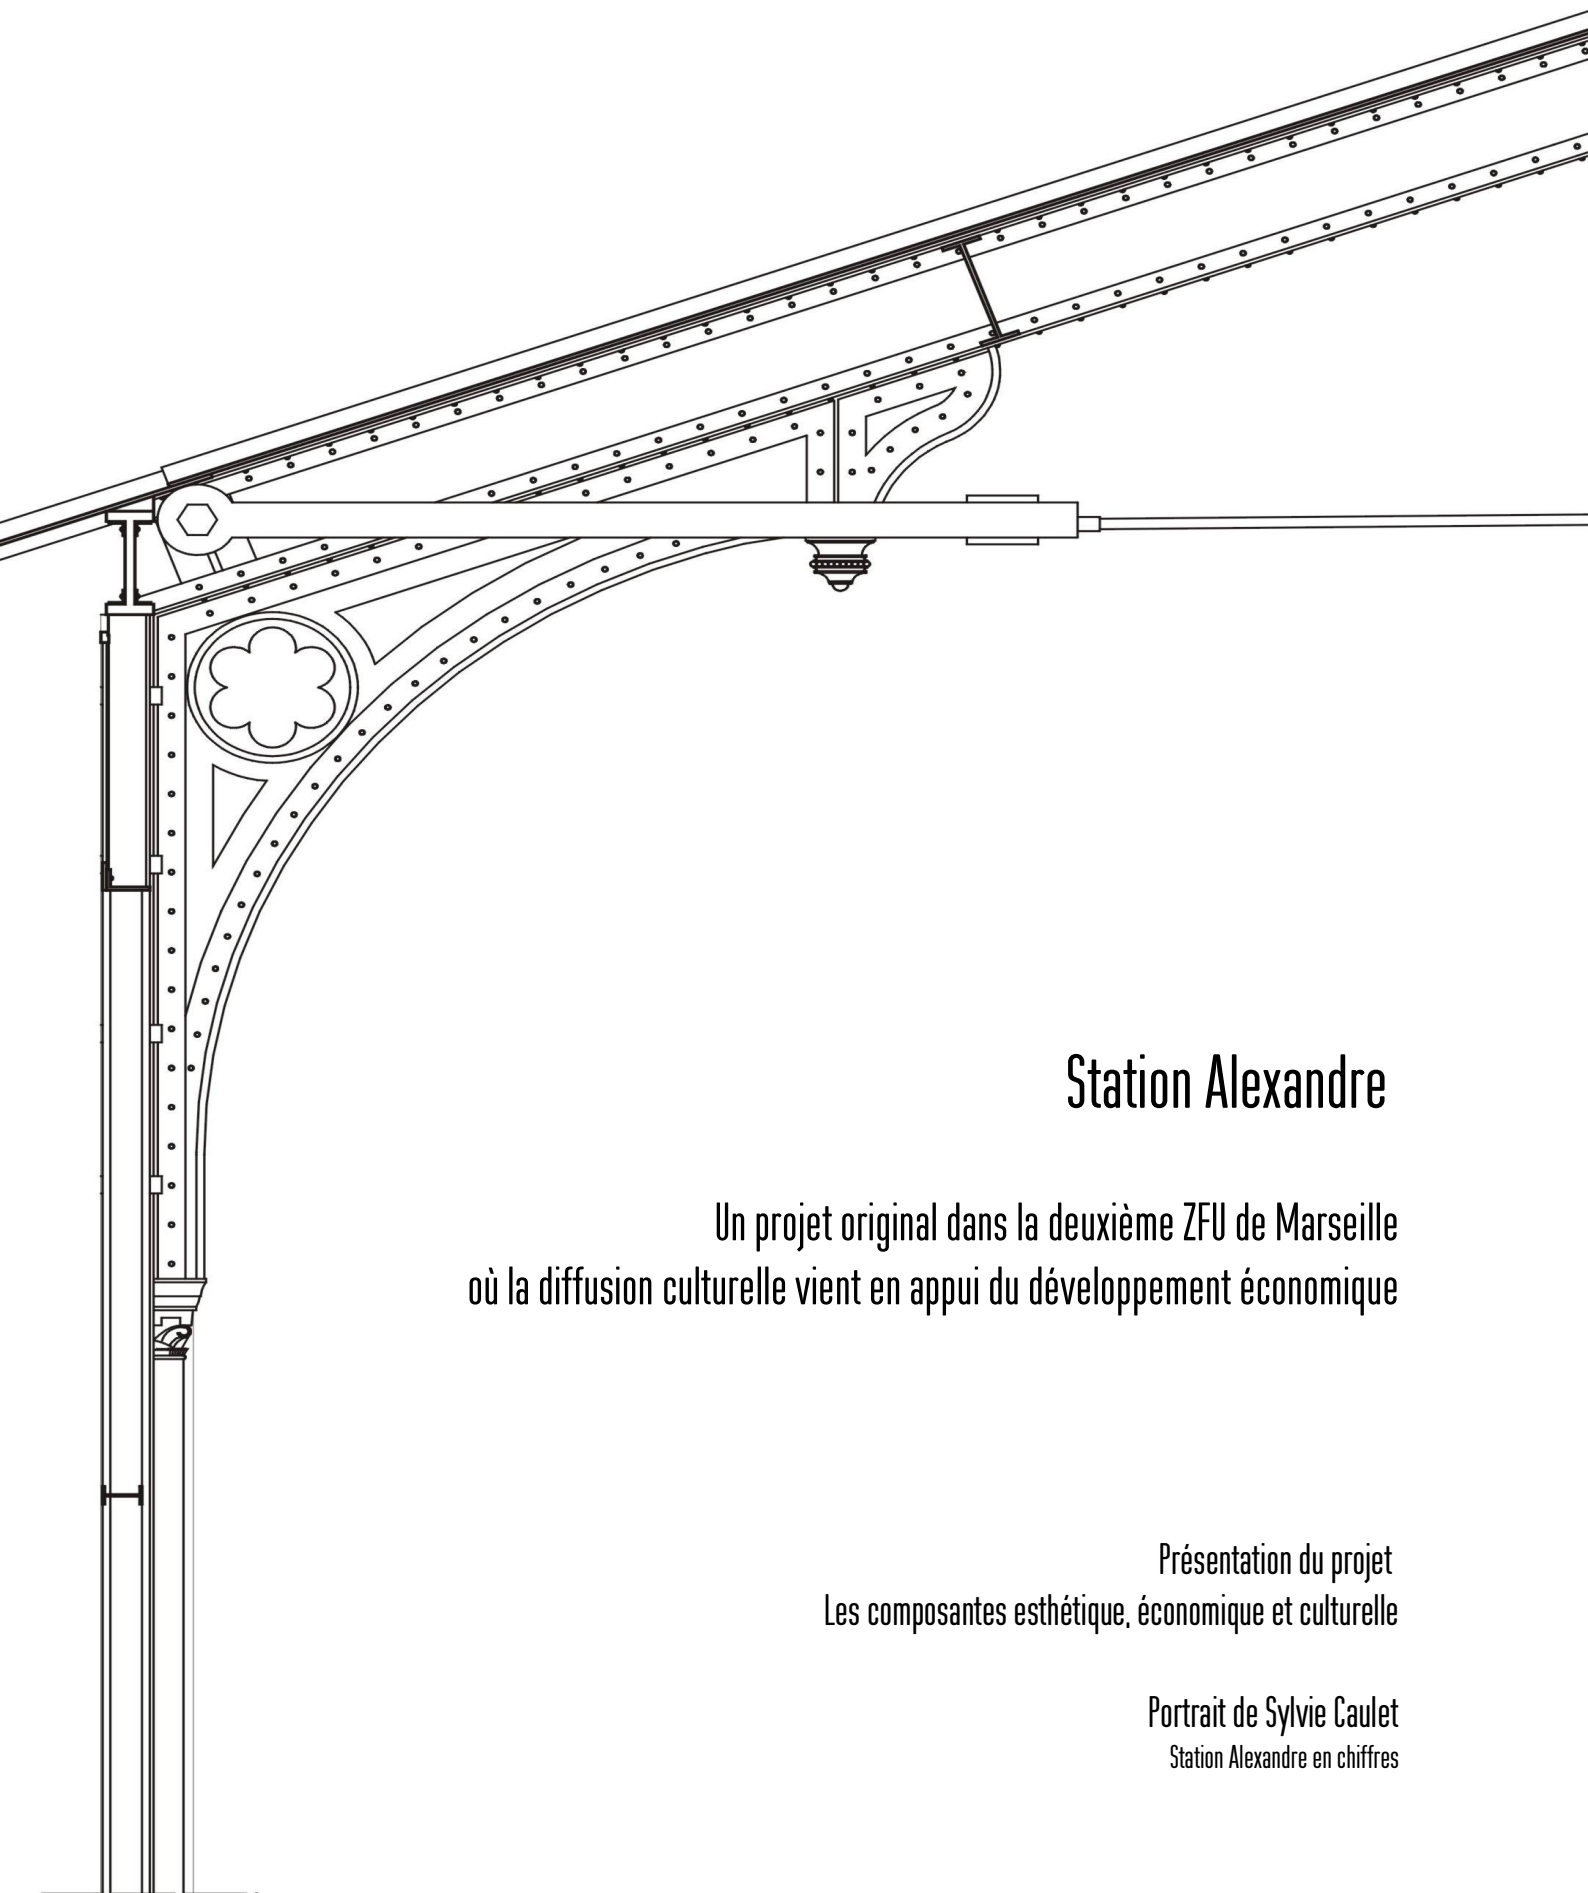 Station Alexandre
Un projet original dans la deuxième ZFU de Marseille
où la diffusion culturelle vient en appui du développement économique
Présentation du projet
Les composantes esthétique, économique et culturelle
Portrait de Sylvie Caulet
Station Alexandre en chiffres